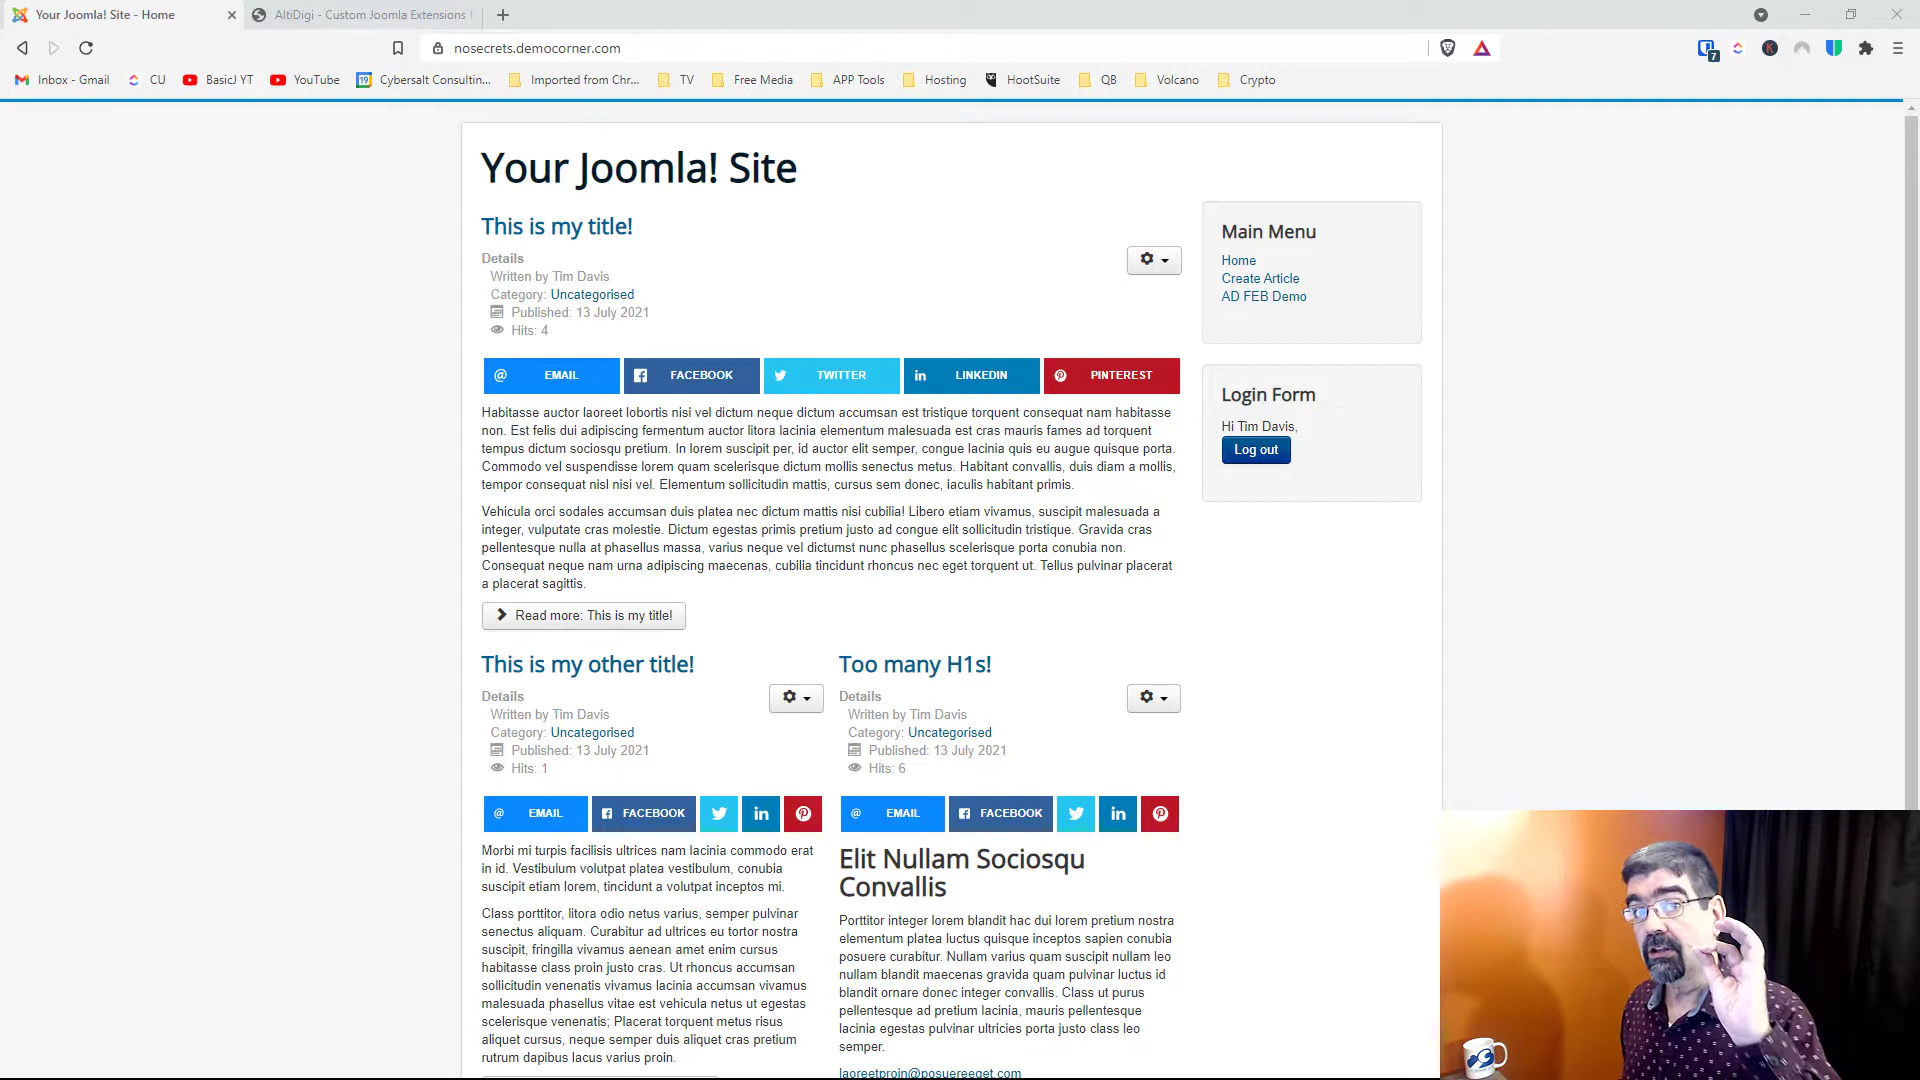 Your Joomla! Site - Home
AltiDigi - Custom Joomla Extensions
nosecrets.democorner.com
7
Inbox - Gmail
CU
BasicJ YT
YouTube
19
Cybersalt Consultin...
Imported from Chr...
TV
Free Media
APP Tools
Hosting
HootSuite
QB
Volcano
Crypto
Your Joomla! Site
This is my title!
Details
Written by Tim Davis
Category: Uncategorised
Published: 13 July 2021
Hits: 4
EMAIL
FACEBOOK
TWITTER
LINKEDIN
PINTEREST
Habitasse auctor laoreet lobortis nisi vel dictum neque dictum accumsan est tristique torquent consequat nam habitasse
non. Est felis dui adipiscing fermentum auctor litora lacinia elementum malesuada est cras mauris fames ad torquent
tempus dictum sociosqu pretium. In lorem suscipit per, id auctor elit semper, congue lacinia quis eu augue quisque porta.
Commodo vel suspendisse lorem quam scelerisque dictum mollis senectus metus. Habitant convallis, duis diam a mollis,
tempor consequat nisl nisi vel. Elementum sollicitudin mattis, cursus sem donec, iaculis habitant primis.
Vehicula orci sodales accumsan duis platea nec dictum mattis nisi cubilia! Libero etiam vivamus, suscipit malesuada a
integer, vulputate cras molestie. Dictum egestas primis pretium justo ad congue elit sollicitudin tristique. Gravida cras
pellentesque nulla at phasellus massa, varius neque vel dictumst nunc phasellus scelerisque porta conubia non.
Consequat neque nam urna adipiscing maecenas, cubilia tincidunt rhoncus nec eget torquent ut. Tellus pulvinar placerat
a placerat sagittis.
Read more: This is my title!
Main Menu
Home
Create Article
AD FEB Demo
Login Form
Hi Tim Davis,
Log out
This is my other title!
Details
Written by Tim Davis
Category: Uncategorised
Published: 13 July 2021
Hits: 1
EMAIL
FACEBOOK
Morbi mi turpis facilisis ultrices nam lacinia commodo erat
in id. Vestibulum volutpat platea vestibulum, conubia
suscipit etiam lorem, tincidunt a volutpat inceptos mi.
Class porttitor, litora odio netus varius, semper pulvinar
senectus aliquam. Curabitur ad ultrices eu tortor nostra
suscipit, fringilla vivamus aenean amet enim cursus
habitasse class proin justo cras. Ut rhoncus accumsan
sollicitudin venenatis vivamus lacinia accumsan vivamus
malesuada phasellus vitae est vehicula netus ut egestas
scelerisque venenatis; Placerat torquent metus risus
aliquet cursus, neque semper duis aliquet cras pretium
rutrum dapibus lacus varius proin.
Too many H1s!
Details
Written by Tim Davis
Category: Uncategorised
Published: 13 July 2021
Hits: 6
EMAIL
FACEBOOK
Elit Nullam Sociosqu
Convallis
Porttitor integer lorem blandit hac dui lorem pretium nostra
elementum platea luctus quisque inceptos sapien conubia
posuere curabitur. Nullam varius quam suscipit nullam leo
nullam blandit maecenas gravida quam pulvinar luctus id
blandit ornare donec integer convallis. Class ut purus
pellentesque ad pretium lacinia, mauris pellentesque
lacinia egestas pulvinar ultricies porta justo class leo
semper.
laoreetproin@posuereeget.com